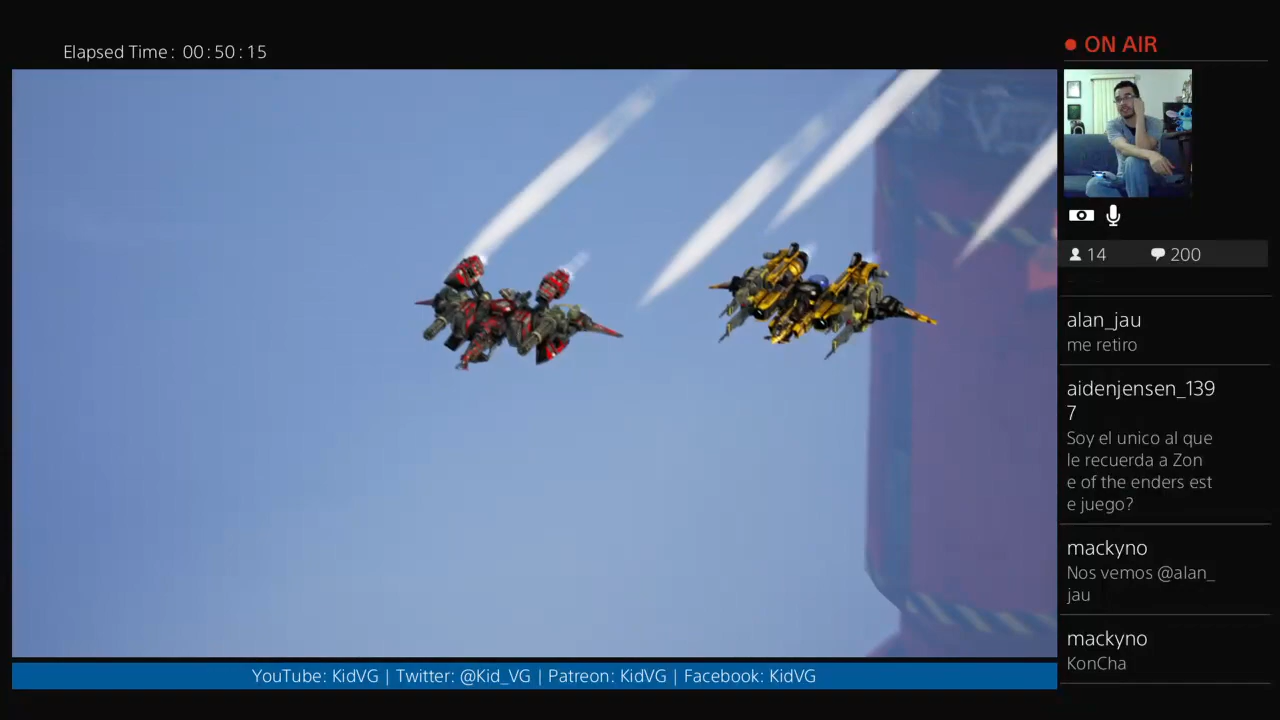 Elapsed Time: 00:50:15
ON AIR
14 200
alan_jau
me retiro
aidenjensen_139
7
Soy el unico al que
le recuerda a Zon
e of the enders est
e juego?
mackyno
Nos vemos @alan_
jau
mackyno
KonCha
YouTube: KidVG | Twitter: @Kid_VG | Patreon: KidVG | Facebook: KidVG